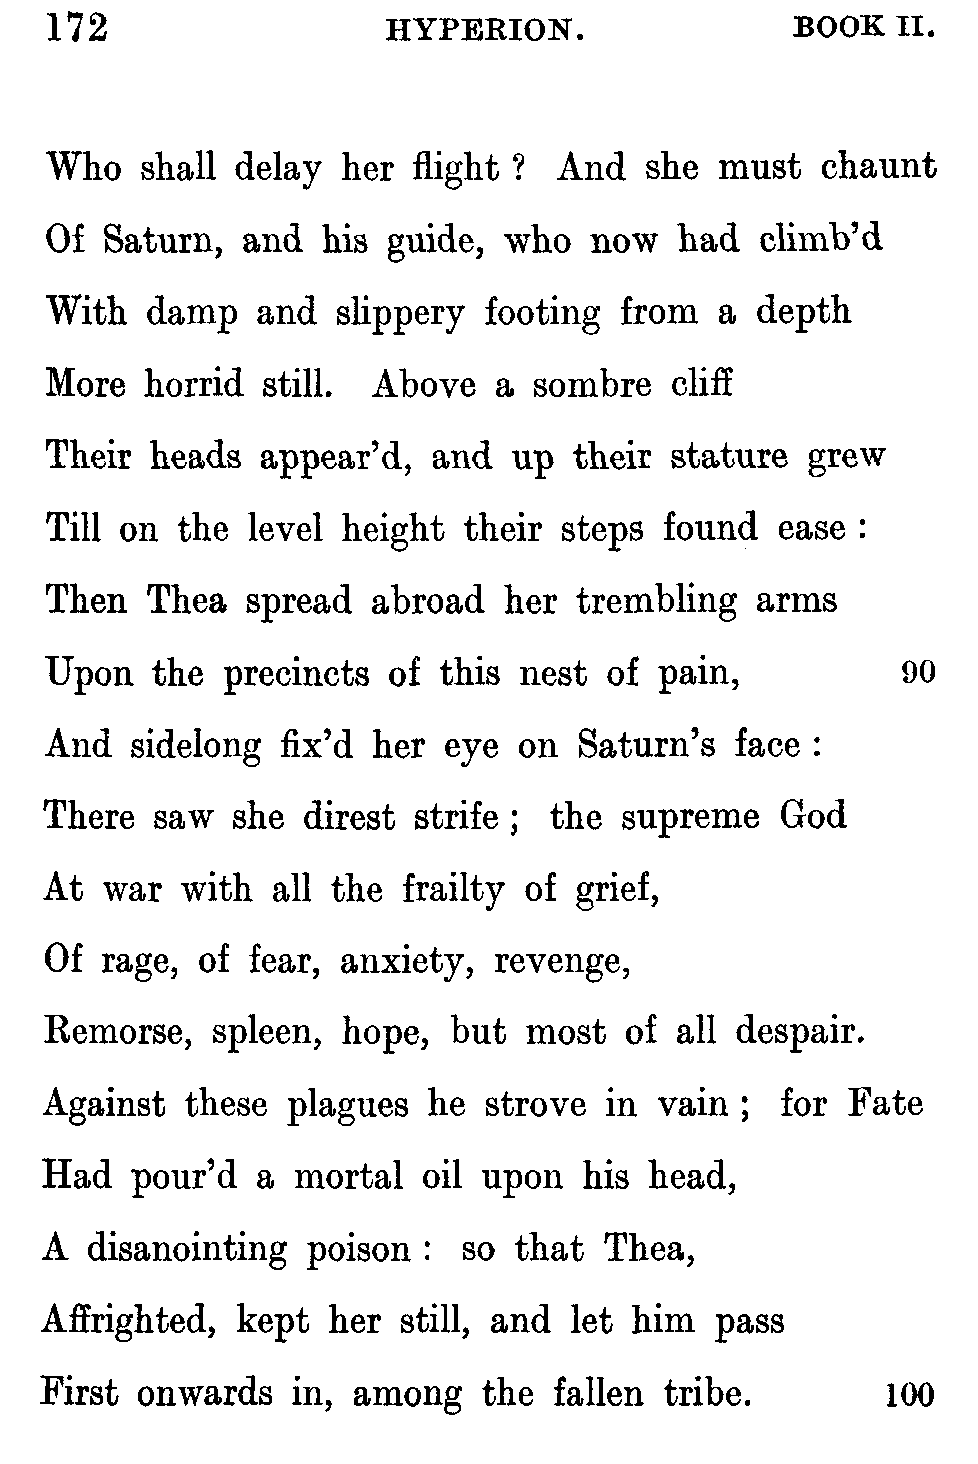 172 HYPERION. BOOK II.
Who shall delay her flight ? And she must chaunt
Of Saturn, and his guide, who now had climb'd
With damp and slippery footing from a depth
More horrid still. Above a sombre cliff
Their heads appear'd, and up their stature grew
Till on the level height their steps found ease :
Then Thea spread abroad her trembling arms
Upon the precincts of this nest of pain, 90
And sidelong fix'd her eye on Saturn's face :
There saw she direst strife ; the supreme God
At war with all the frailty of grief,
Of rage, of fear, anxiety, revenge,
Remorse, spleen, hope, but most of all despair.
Against these plagues he strove in vain ; for Fate
Had pour'd a mortal oil upon his head,
A disanointing poison : so that Thea,
Affrighted, kept her still, and let him pass
First onwards in, among the fallen tribe. 100